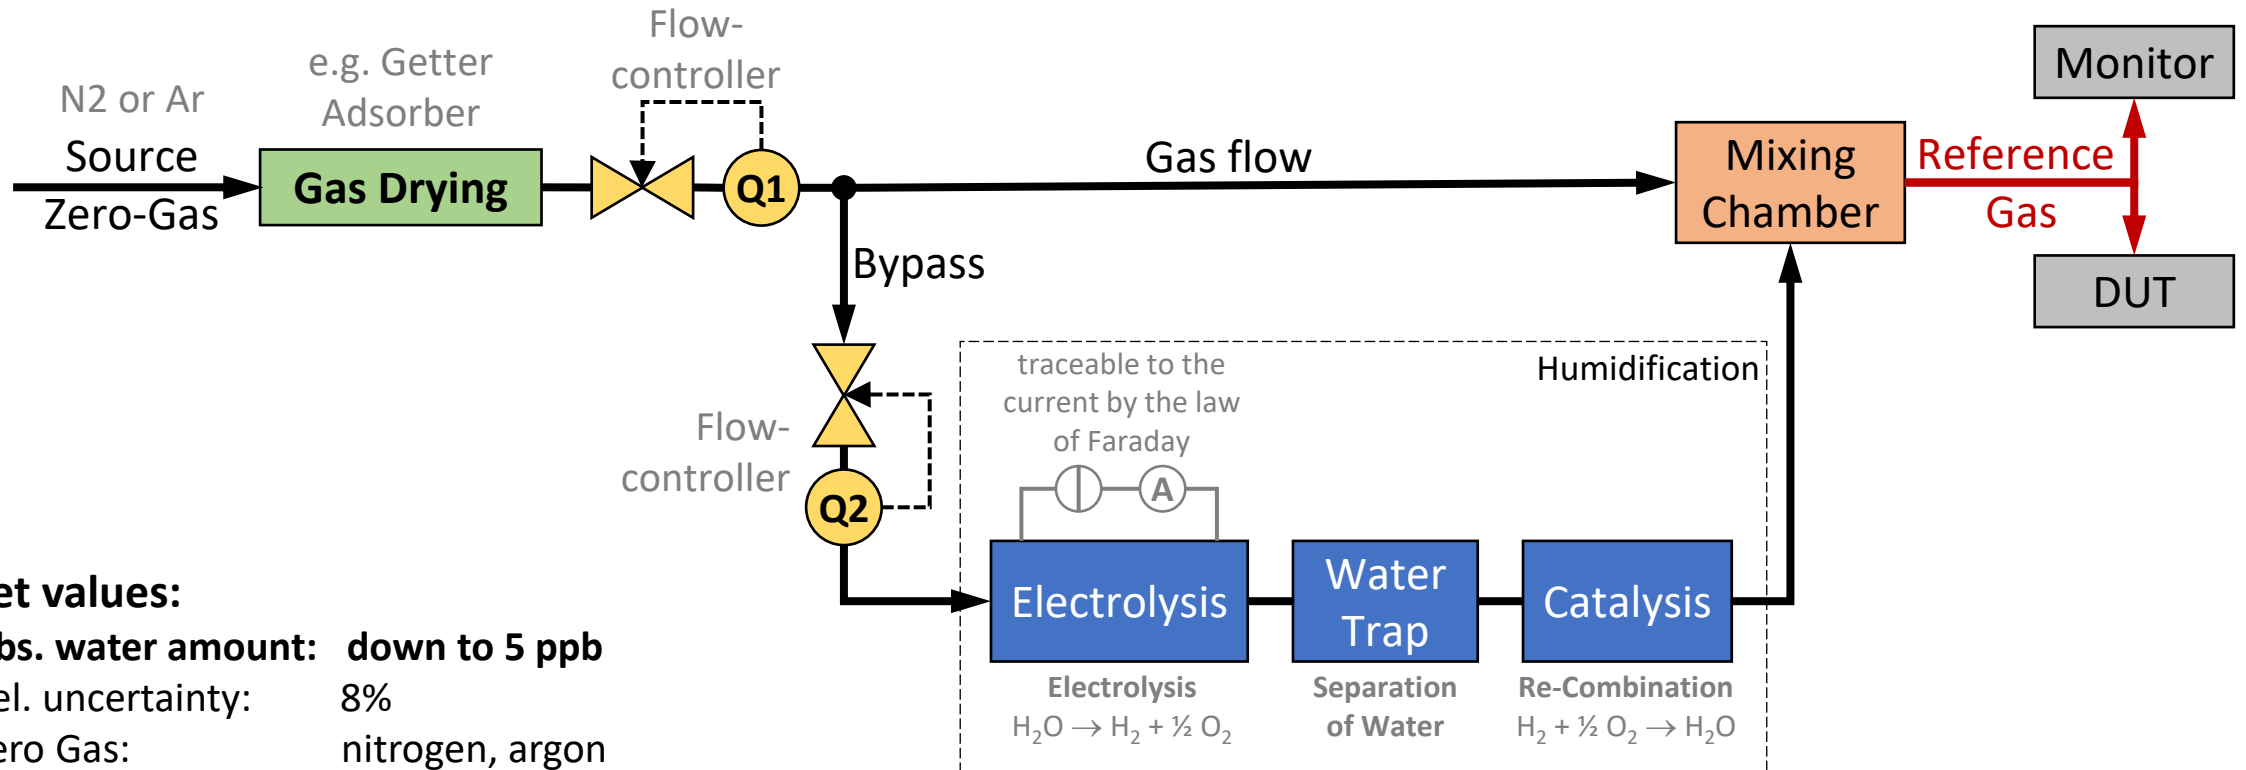 Flow-
controller
e.g. Getter
Adsorber
N2 or Ar
Source
Zero-Gas
Gas Drying
Q1
Gas flow
Mixing
Chamber
Reference
Gas
Monitor
DUT
Bypass
Flow-
controller
Q2
Humidification
traceable to the
current by the law
of Faraday
A
Electrolysis
Water
Trap
Catalysis
Electrolysis
H₂O → H₂ + ½ O₂
Separation
of Water
Re-Combination
H₂ + ½ O₂ → H₂O
et values:
bs. water amount: down to 5 ppb
el. uncertainty: 8%
ero Gas: nitrogen, argon